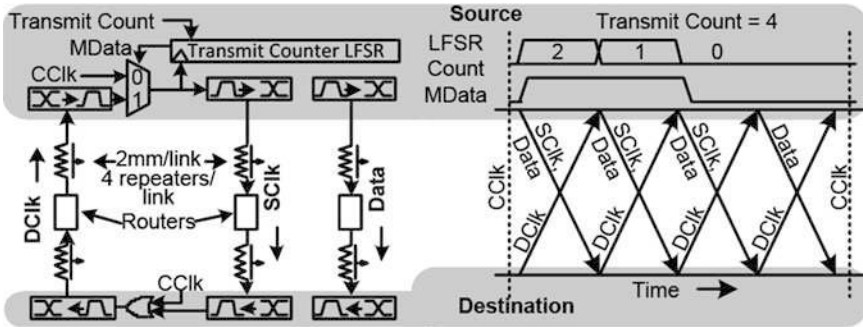 Transmit Count
MData
Transmit Counter LFSR
CClk
0
1
2mm/link
4 repeaters/
link
Routers
DClk
SClk
Data
CClk
Source
Transmit Count = 4
LFSR
Count
2
1
0
MData
CClk
SClk,
Data
SClk,
Data
SClk,
Data
Data
CClk
DClk
DClk
DClk
DClk
Time
Destination